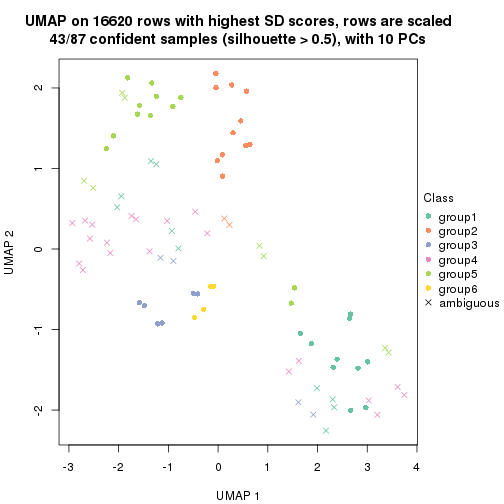 UMAP on 16620 rows with highest SD scores, rows are scaled
43/87 confident samples (silhouette > 0.5), with 10 PCs
UMAP 2
2
1
0
-1
-2
-3
-2
-1
0
1
2
3
4
UMAP 1
Class
group1
group2
group3
group4
group5
group6
ambiguous